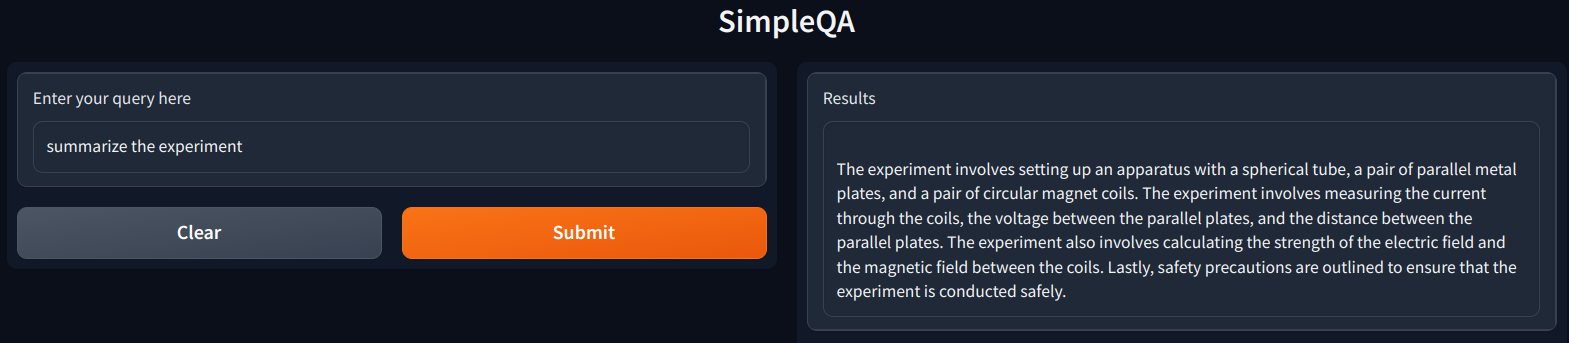 SimpleQA
Enter your query here
summarize the experiment
Clear
Submit
Results
The experiment involves setting up an apparatus with a spherical tube, a pair of parallel metal
plates, and a pair of circular magnet coils. The experiment involves measuring the current
through the coils, the voltage between the parallel plates, and the distance between the
parallel plates. The experiment also involves calculating the strength of the electric field and
the magnetic field between the coils. Lastly, safety precautions are outlined to ensure that the
experiment is conducted safely.